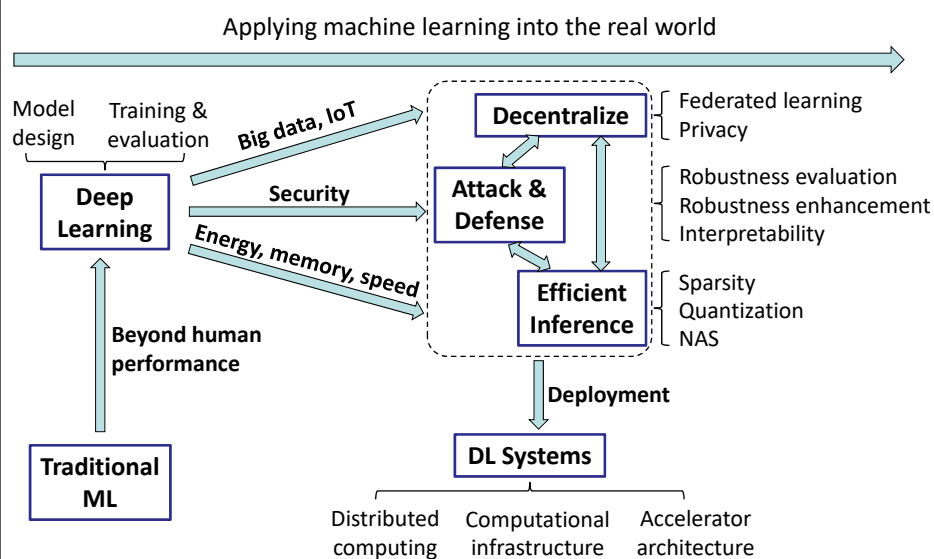 Applying machine learning into the real world
Model
design
Training &
evaluation
Deep
Learning
Beyond human
performance
Traditional
ML
Big data, IoT
Security
Energy, memory, speed
Decentralize
Attack &
Defense
Efficient
Inference
Federated learning
Privacy
Robustness evaluation
Robustness enhancement
Interpretability
Sparsity
Quantization
NAS
Deployment
DL Systems
Distributed
computing
Computational
infrastructure
Accelerator
architecture